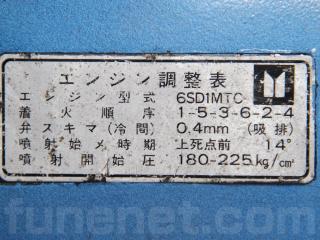 エンジン調整表
エンジン型式 6SD1MTC
着火順序 1-5-3-6-2-4
弁スキマ(冷間) 0.4mm(吸排)
噴射始メ時期 上死点前 14°
噴射開始圧 180-225kg/cm²
funenet.com